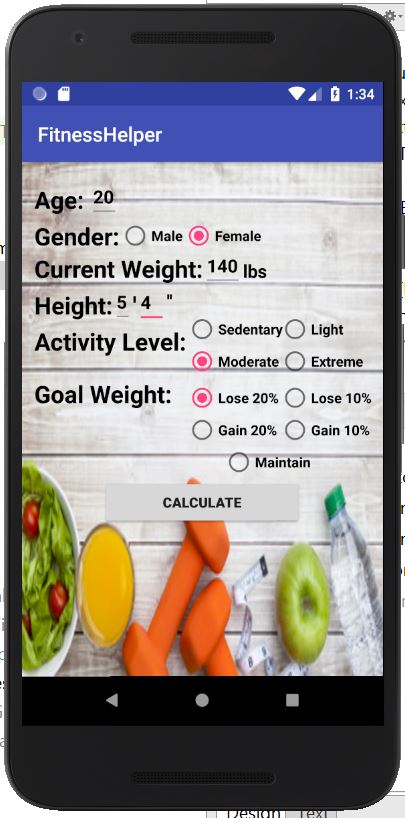 1:34
FitnessHelper
Age: 20
Gender: Male Female
Current Weight: 140 lbs
Height: 5 ' 4 "
Activity Level: Sedentary Light
Moderate Extreme
Goal Weight: Lose 20% Lose 10%
Gain 20% Gain 10%
Maintain
CALCULATE
Design Text